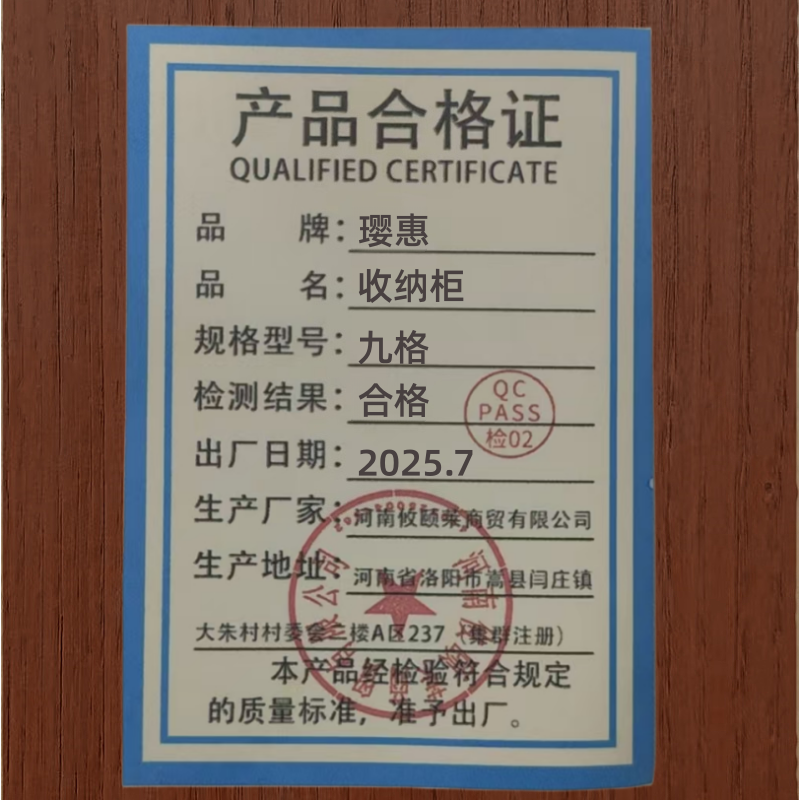 产品合格证
QUALIFIED CERTIFICATE
品 牌：璎惠
品 名：收纳柜
规格型号：九格
检测结果：合格
QC
PASS
检02
出厂日期：2025.7
生产厂家：河南攸颐莱商贸有限公司
生产地址：河南省洛阳市嵩县闫庄镇
大朱村村委会二楼A区237（集群注册）
本产品经检验符合规定
的质量标准，准予出厂。